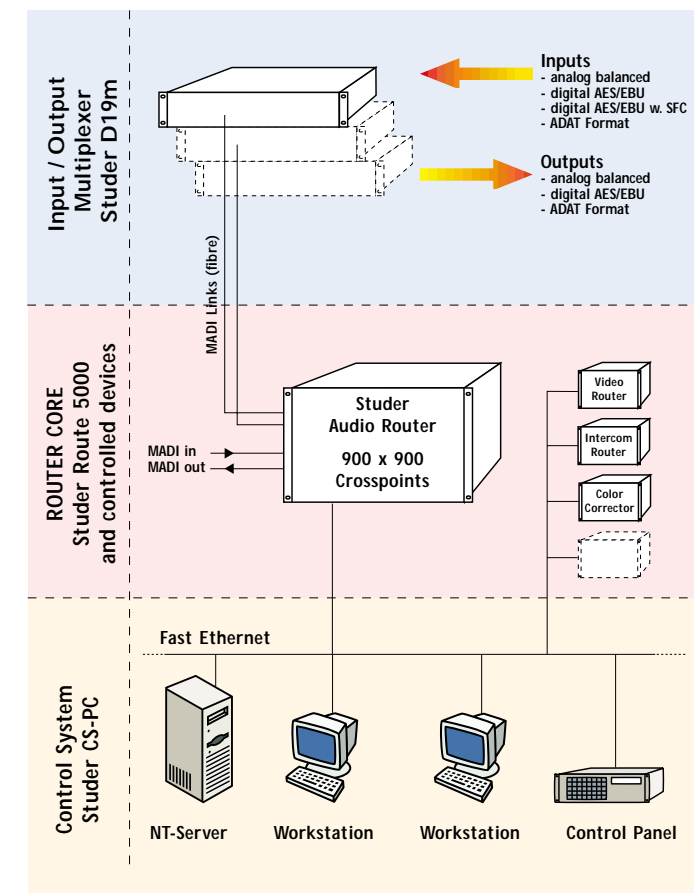 Input / Output
Multiplexer
Studer D19m
Inputs
- analog balanced
- digital AES/EBU
- digital AES/EBU w. SFC
- ADAT Format
Outputs
- analog balanced
- digital AES/EBU
- ADAT Format
MADI Links (fibre)
ROUTER CORE
Studer Route 5000
and controlled devices
Studer
Audio Router
900 x 900
Crosspoints
MADI in
MADI out
Video
Router
Intercom
Router
Color
Corrector
Control System
Studer CS-PC
Fast Ethernet
NT-Server
Workstation
Workstation
Control Panel